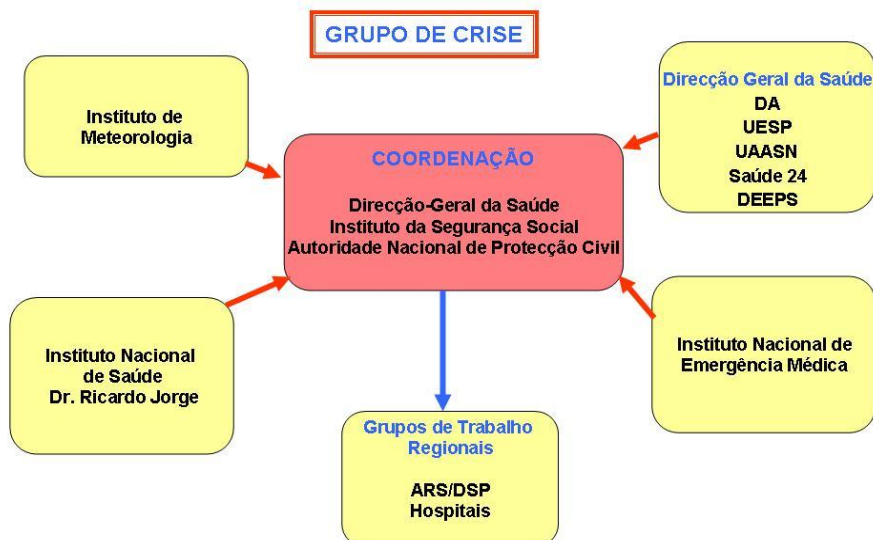 GRUPO DE CRISE
Instituto de
Meteorologia
Direcção Geral da Saúde
DA
UESP
UAASN
Saúde 24
DEEPS
COORDENAÇÃO
Direcção-Geral da Saúde
Instituto da Segurança Social
Autoridade Nacional de Protecção Civil
Instituto Nacional
de Saúde
Dr. Ricardo Jorge
Instituto Nacional de
Emergência Médica
Grupos de Trabalho
Regionais
ARS/DSP
Hospitais